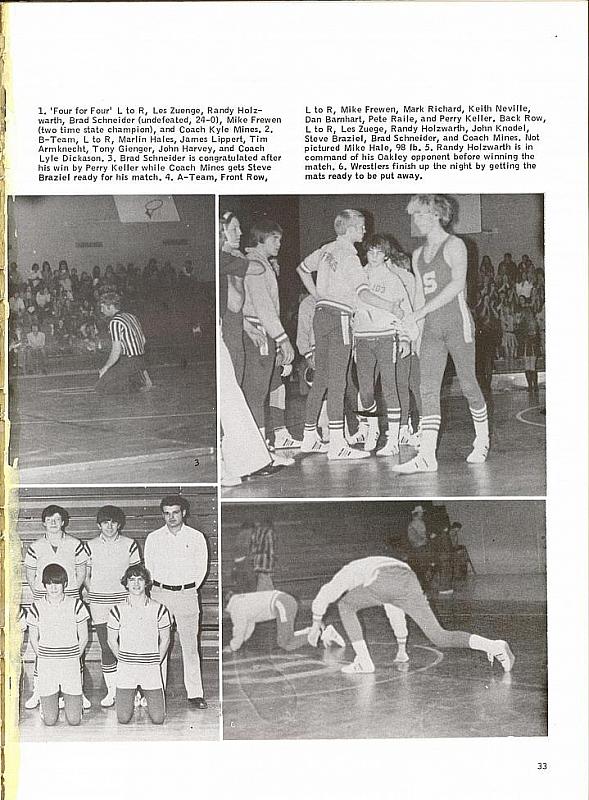 1. 'Four for Four' L to R, Les Zuenge, Randy Holz-
warth, Brad Schneider (undefeated, 24-0), Mike Frewen
(two time state champion), and Coach Kyle Mines. 2.
B-Team, L to R, Marlin Hales, James Lippert, Tim
Armknecht, Tony Gienger, John Harvey, and Coach
Lyle Dickason. 3. Brad Schneider is congratulated after
his win by Perry Keller while Coach Mines gets Steve
Braziel ready for his match. 4. A-Team, Front Row,
L to R, Mike Frewen, Mark Richard, Keith Neville,
Dan Barnhart, Pete Raile, and Perry Keller. Back Row,
L to R, Les Zuege, Randy Holzwarth, John Knodel,
Steve Braziel, Brad Schneider, and Coach Mines. Not
pictured Mike Hale, 98 lb. 5. Randy Holzwarth is in
command of his Oakley opponent before winning the
match. 6. Wrestlers finish up the night by getting the
mats ready to be put away.
S
103
3
6
33